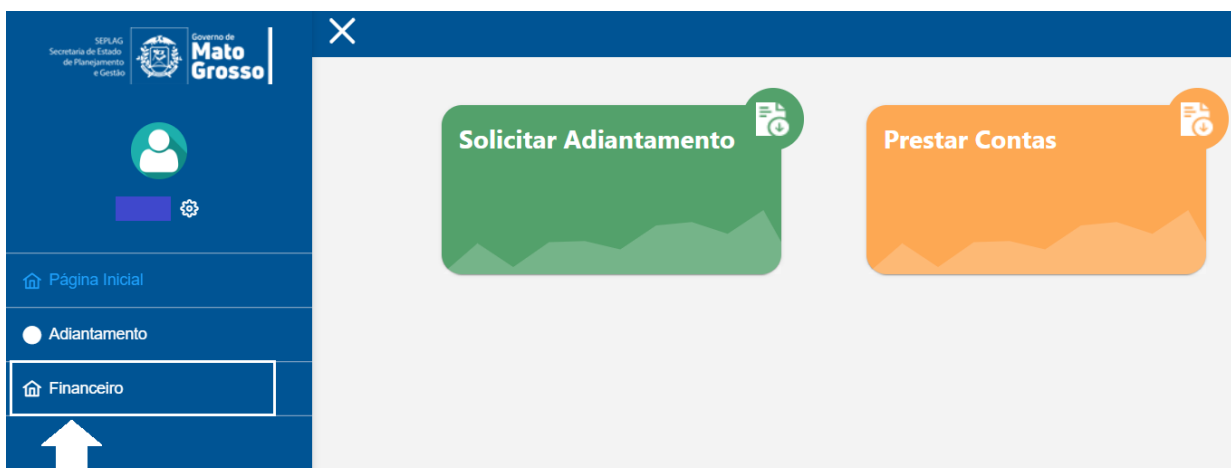 SEPLAG
Secretaria de Estado
de Planejamento
e Gestão
Governo de
Mato
Grosso
Solicitar Adiantamento
Prestar Contas
Página Inicial
Adiantamento
Financeiro